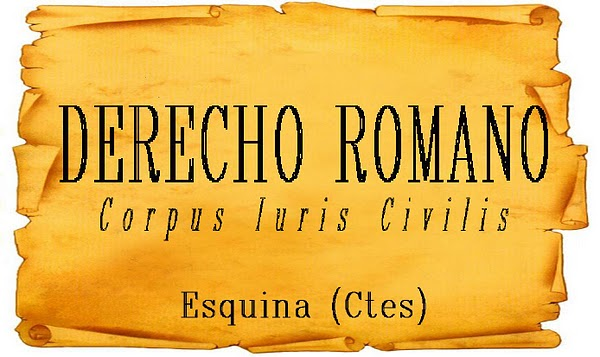 DERECHO ROMANO
Corpus Iuris Civilis
Esquina (Ctes)